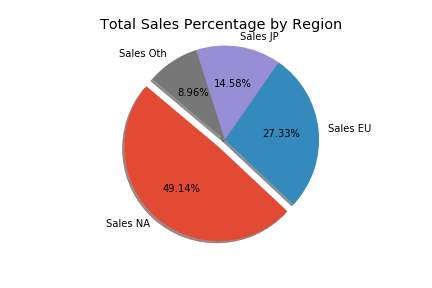 Total Sales Percentage by Region
Sales JP
Sales Oth
14.58%
8.96%
27.33%
Sales EU
49.14%
Sales NA